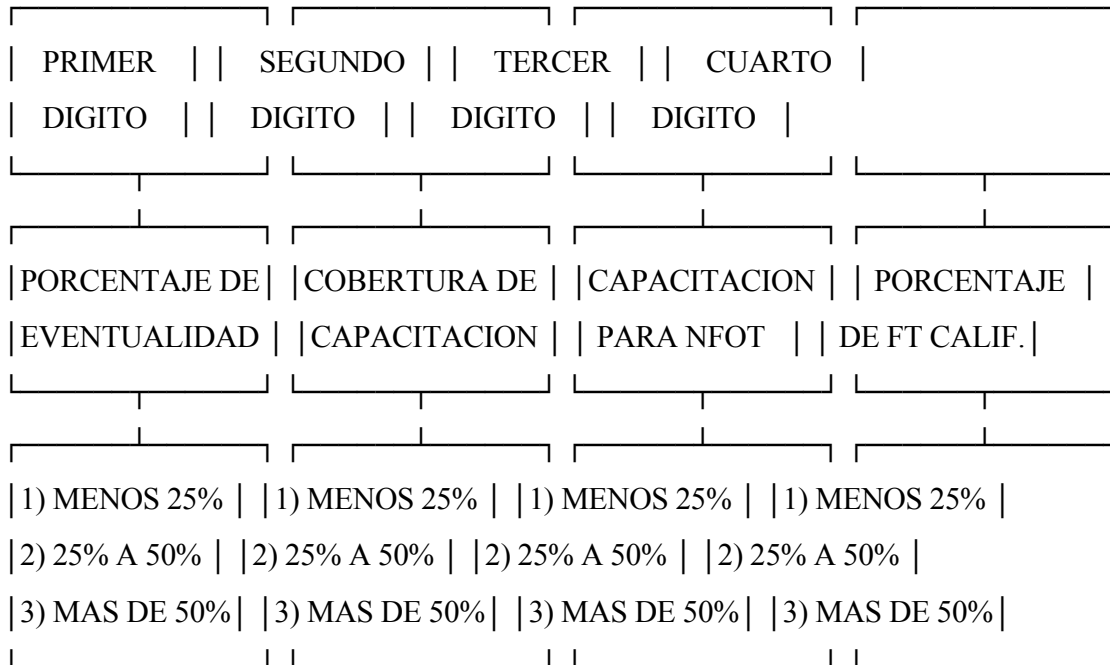 PRIMER SEGUNDO TERCER CUARTO
DIGITO DIGITO DIGITO DIGITO
PORCENTAJE DE COBERTURA DE CAPACITACION PORCENTAJE
EVENTUALIDAD CAPACITACION PARA NFOT DE FT CALIF.
1) MENOS 25% 1) MENOS 25% 1) MENOS 25% 1) MENOS 25%
2) 25% A 50% 2) 25% A 50% 2) 25% A 50% 2) 25% A 50%
3) MAS DE 50% 3) MAS DE 50% 3) MAS DE 50% 3) MAS DE 50%